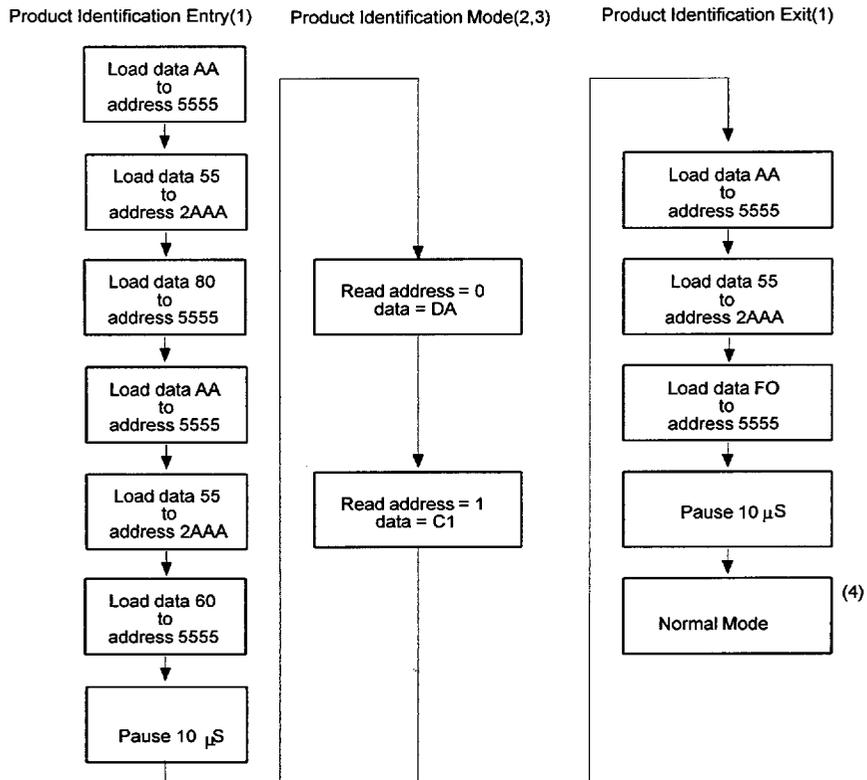 Product Identification Entry(1)
Load data AA
to
address 5555
Load data 55
to
address 2AAA
Load data 80
to
address 5555
Load data AA
to
address 5555
Load data 55
to
address 2AAA
Load data 60
to
address 5555
Pause 10 µS
Product Identification Mode(2,3)
Read address = 0
data = DA
Read address = 1
data = C1
Product Identification Exit(1)
Load data AA
to
address 5555
Load data 55
to
address 2AAA
Load data FO
to
address 5555
Pause 10 µS
Normal Mode
(4)